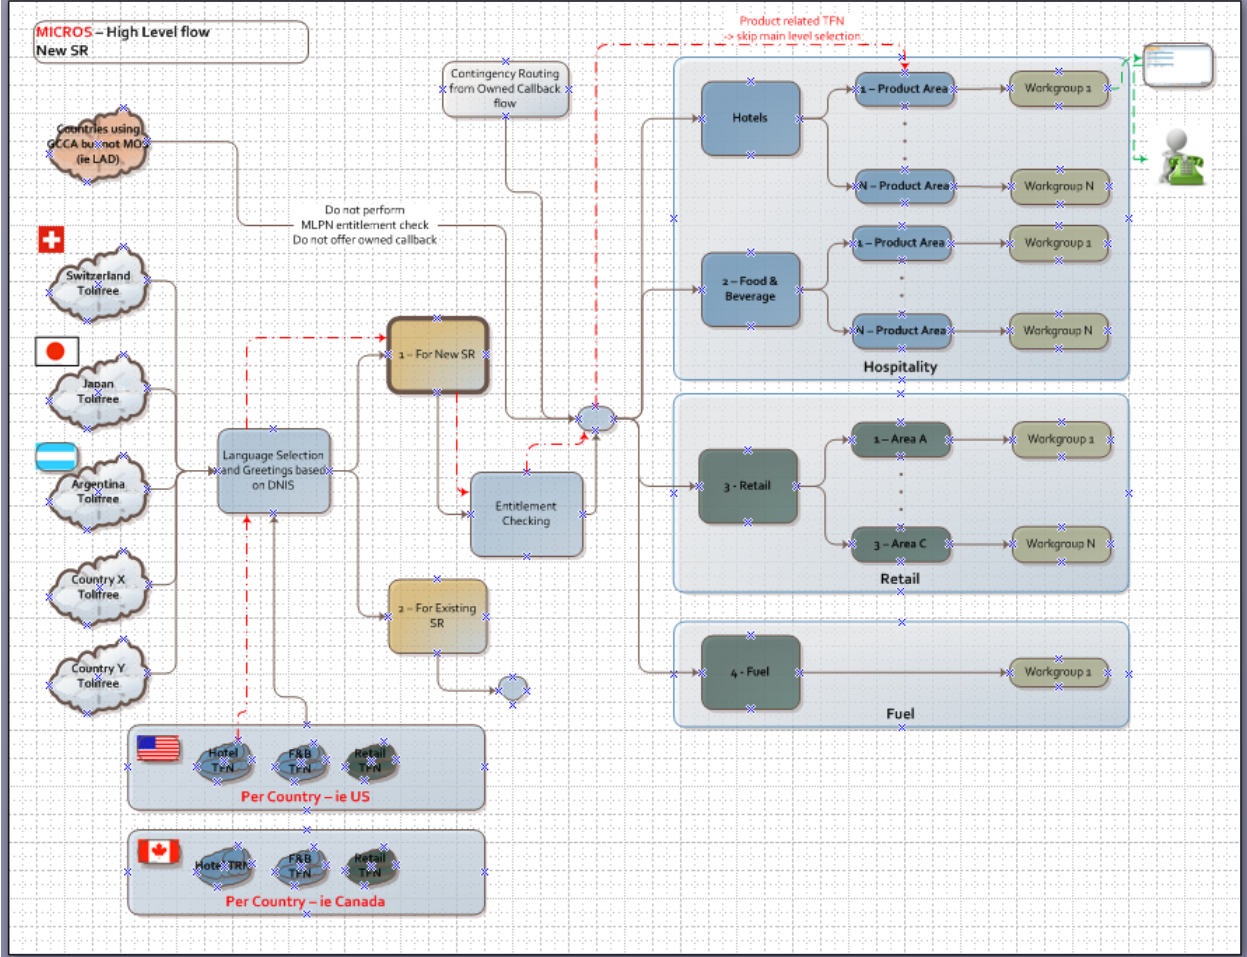 MICROS – High Level flow
New SR
Product related TFN
-> skip main level selection
Contingency Routing
from Owned Callback
flow
Countries using
GCCA but not MOS
(ie LAD)
Do not perform
MLPN entitlement check
Do not offer owned callback
Switzerland
Tollfree
Japan
Tollfree
Argentina
Tollfree
Country X
Tollfree
Country Y
Tollfree
Language Selection
and Greetings based
on DNIS
1 – For New SR
Entitlement
Checking
2 – For Existing
SR
Hotels
1 – Product Area
Workgroup 1
N – Product Area
Workgroup N
2 – Food &
Beverage
1 – Product Area
Workgroup 1
N – Product Area
Workgroup N
Hospitality
3 - Retail
1 – Area A
Workgroup 1
3 – Area C
Workgroup N
Retail
4 - Fuel
Workgroup 1
Fuel
Hotel
TFN
F&B
TFN
Retail
TFN
Per Country – ie US
Hotel TRN
F&B
TFN
Retail
TFN
Per Country – ie Canada